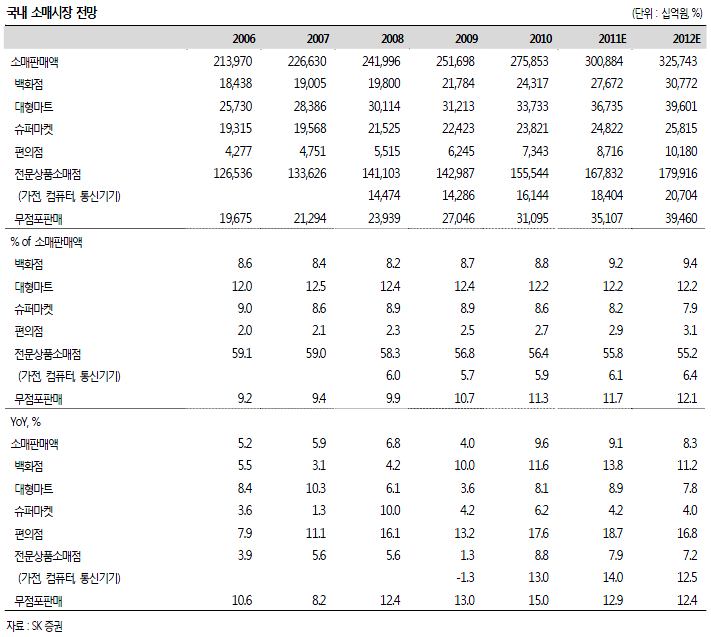 국내 소매시장 전망 (단위 : 십억원, %)
2006 2007 2008 2009 2010 2011E 2012E
소매판매액 213,970 226,630 241,996 251,698 275,853 300,884 325,743
백화점 18,438 19,005 19,800 21,784 24,317 27,672 30,772
대형마트 25,730 28,386 30,114 31,213 33,733 36,735 39,601
슈퍼마켓 19,315 19,568 21,525 22,423 23,821 24,822 25,815
편의점 4,277 4,751 5,515 6,245 7,343 8,716 10,180
전문상품소매점 126,536 133,626 141,103 142,987 155,544 167,832 179,916
(가전, 컴퓨터, 통신기기) 14,474 14,286 16,144 18,404 20,704
무점포판매 19,675 21,294 23,939 27,046 31,095 35,107 39,460
% of 소매판매액
백화점 8.6 8.4 8.2 8.7 8.8 9.2 9.4
대형마트 12.0 12.5 12.4 12.4 12.2 12.2 12.2
슈퍼마켓 9.0 8.6 8.9 8.9 8.6 8.2 7.9
편의점 2.0 2.1 2.3 2.5 2.7 2.9 3.1
전문상품소매점 59.1 59.0 58.3 56.8 56.4 55.8 55.2
(가전, 컴퓨터, 통신기기) 6.0 5.7 5.9 6.1 6.4
무점포판매 9.2 9.4 9.9 10.7 11.3 11.7 12.1
YoY, %
소매판매액 5.2 5.9 6.8 4.0 9.6 9.1 8.3
백화점 5.5 3.1 4.2 10.0 11.6 13.8 11.2
대형마트 8.4 10.3 6.1 3.6 8.1 8.9 7.8
슈퍼마켓 3.6 1.3 10.0 4.2 6.2 4.2 4.0
편의점 7.9 11.1 16.1 13.2 17.6 18.7 16.8
전문상품소매점 3.9 5.6 5.6 1.3 8.8 7.9 7.2
(가전, 컴퓨터, 통신기기) -1.3 13.0 14.0 12.5
무점포판매 10.6 8.2 12.4 13.0 15.0 12.9 12.4
자료 : SK 증권